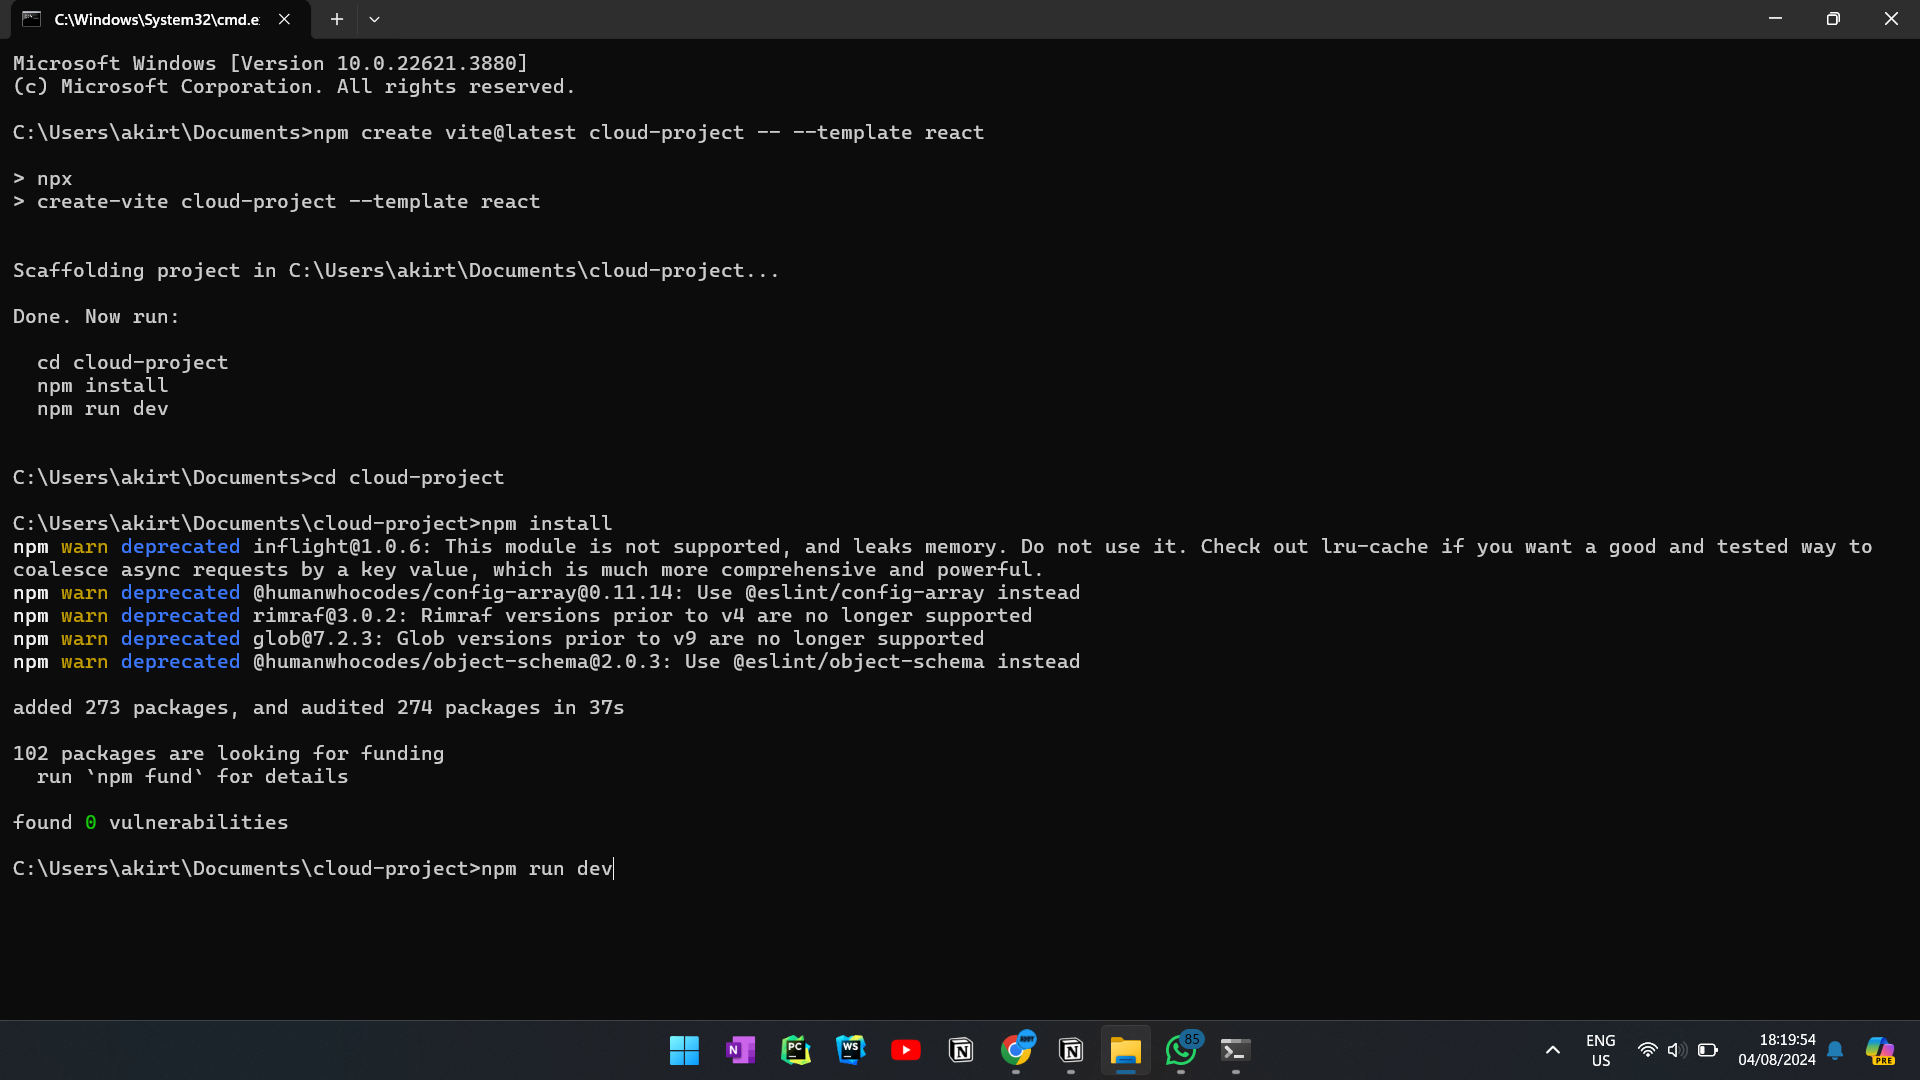 C:\Windows\System32\cmd.e
Microsoft Windows [Version 10.0.22621.3880]
(c) Microsoft Corporation. All rights reserved.
C:\Users\akirt\Documents>npm create vite@latest cloud-project -- --template react
> npx
> create-vite cloud-project --template react
Scaffolding project in C:\Users\akirt\Documents\cloud-project...
Done. Now run:
cd cloud-project
npm install
npm run dev
C:\Users\akirt\Documents>cd cloud-project
C:\Users\akirt\Documents\cloud-project>npm install
npm warn deprecated inflight@1.0.6: This module is not supported, and leaks memory. Do not use it. Check out lru-cache if you want a good and tested way to
coalesce async requests by a key value, which is much more comprehensive and powerful.
npm warn deprecated @humanwhocodes/config-array@0.11.14: Use @eslint/config-array instead
npm warn deprecated rimraf@3.0.2: Rimraf versions prior to v4 are no longer supported
npm warn deprecated glob@7.2.3: Glob versions prior to v9 are no longer supported
npm warn deprecated @humanwhocodes/object-schema@2.0.3: Use @eslint/object-schema instead
added 273 packages, and audited 274 packages in 37s
102 packages are looking for funding
run `npm fund` for details
found 0 vulnerabilities
C:\Users\akirt\Documents\cloud-project>npm run dev
N
PC
WS
85
ENG
US
18:19:54
04/08/2024
PRE